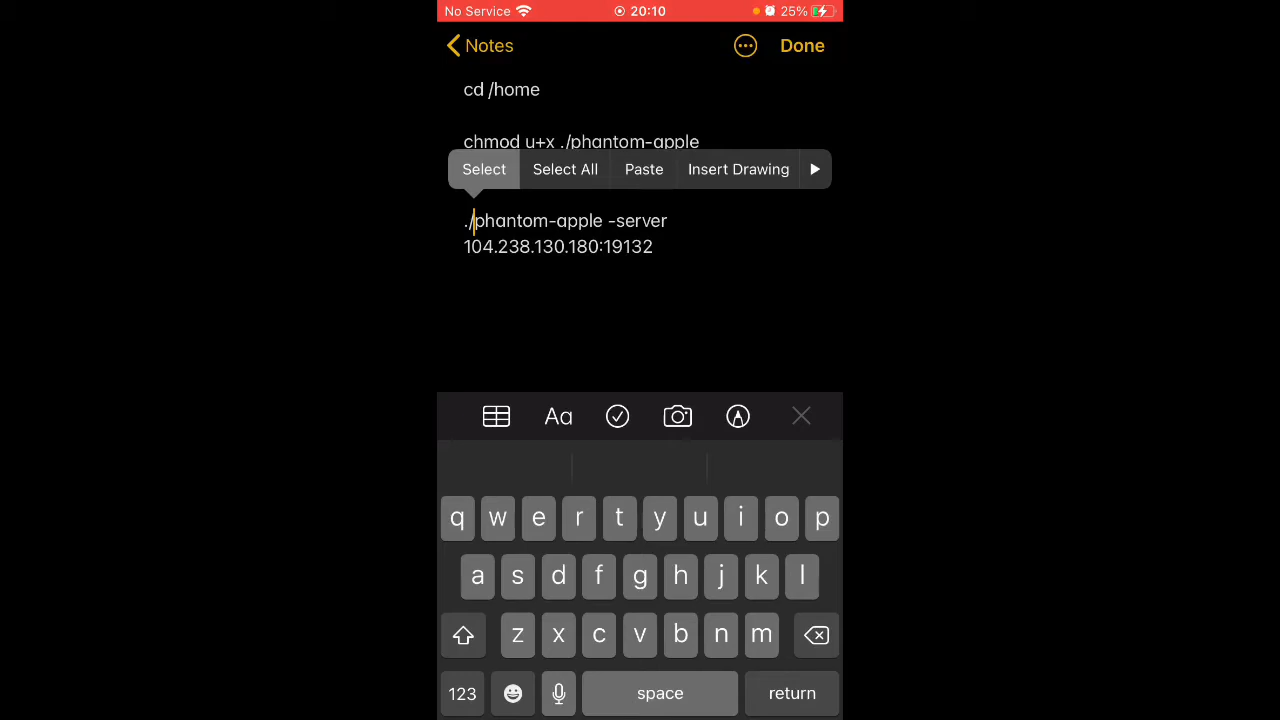 No Service 20:10 25%
Notes Done
cd /home
chmod u+x ./phantom-apple
Select Select All Paste Insert Drawing
./phantom-apple -server
104.238.130.180:19132
Aa
q w e r t y u i o p
a s d f g h j k l
z x c v b n m
123 space return